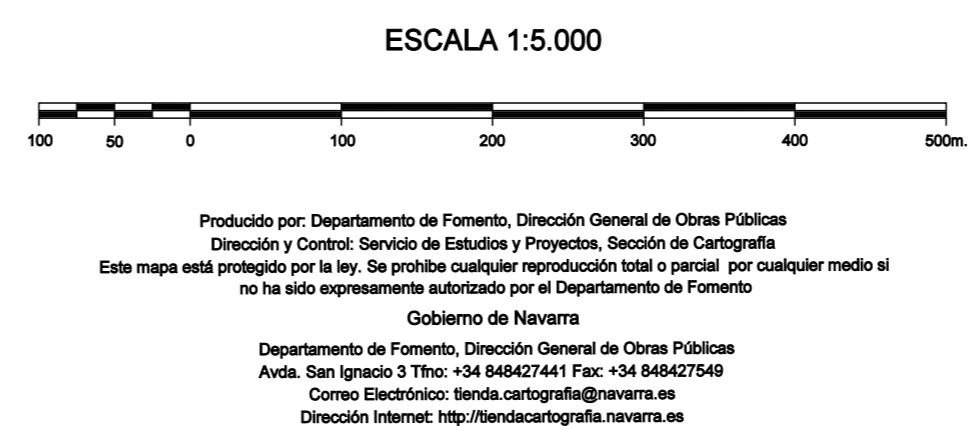 ESCALA 1:5.000
100 50 0 100 200 300 400 500m.
Producido por: Departamento de Fomento, Dirección General de Obras Públicas
Dirección y Control: Servicio de Estudios y Proyectos, Sección de Cartografía
Este mapa está protegido por la ley. Se prohibe cualquier reproducción total o parcial por cualquier medio si
no ha sido expresamente autorizado por el Departamento de Fomento
Gobierno de Navarra
Departamento de Fomento, Dirección General de Obras Públicas
Avda. San Ignacio 3 Tfno: +34 848427441 Fax: +34 848427549
Correo Electrónico: tienda.cartografia@navarra.es
Dirección Internet: http://tiendacartografia.navarra.es